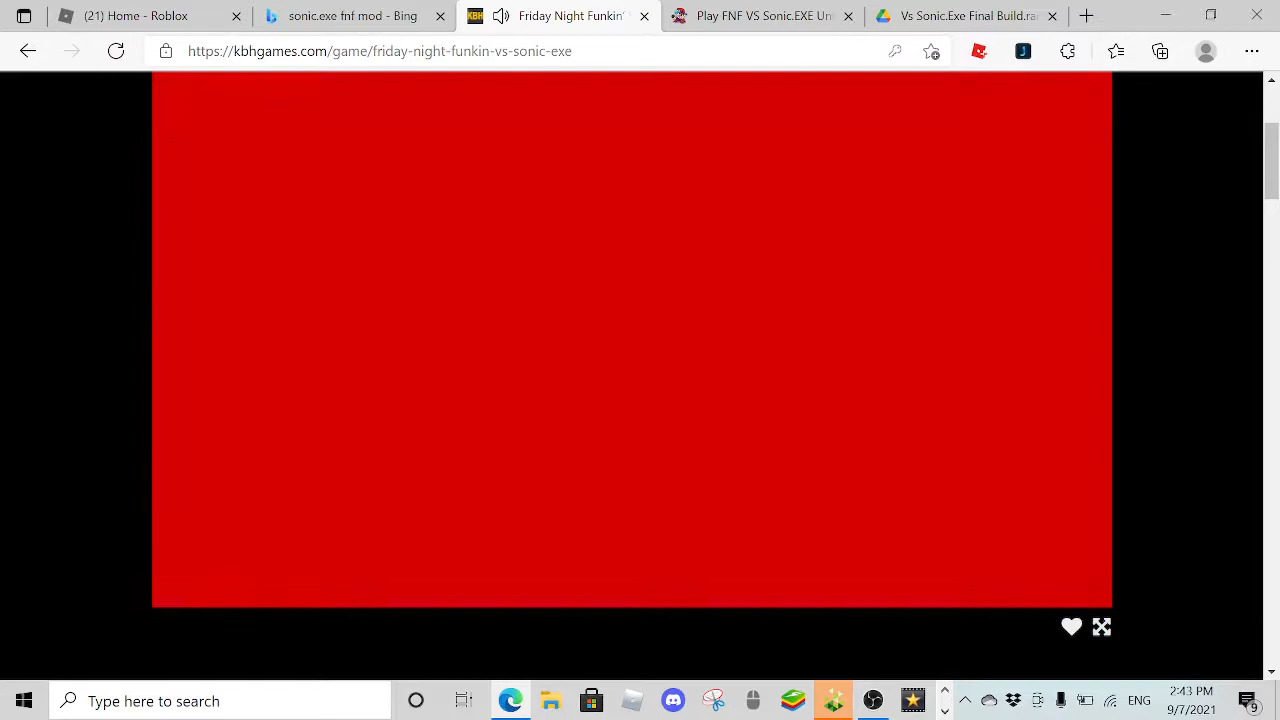 (21) Home - Roblox
sonic.exe fnf mod - Bing
KBH
Friday Night Funkin'
Play FNF VS Sonic.EXE
VS Sonic.Exe Final Build.ra
https://kbhgames.com/game/friday-night-funkin-vs-sonic-exe
J
Type here to search
ENG
2:43 PM
9/7/2021
9